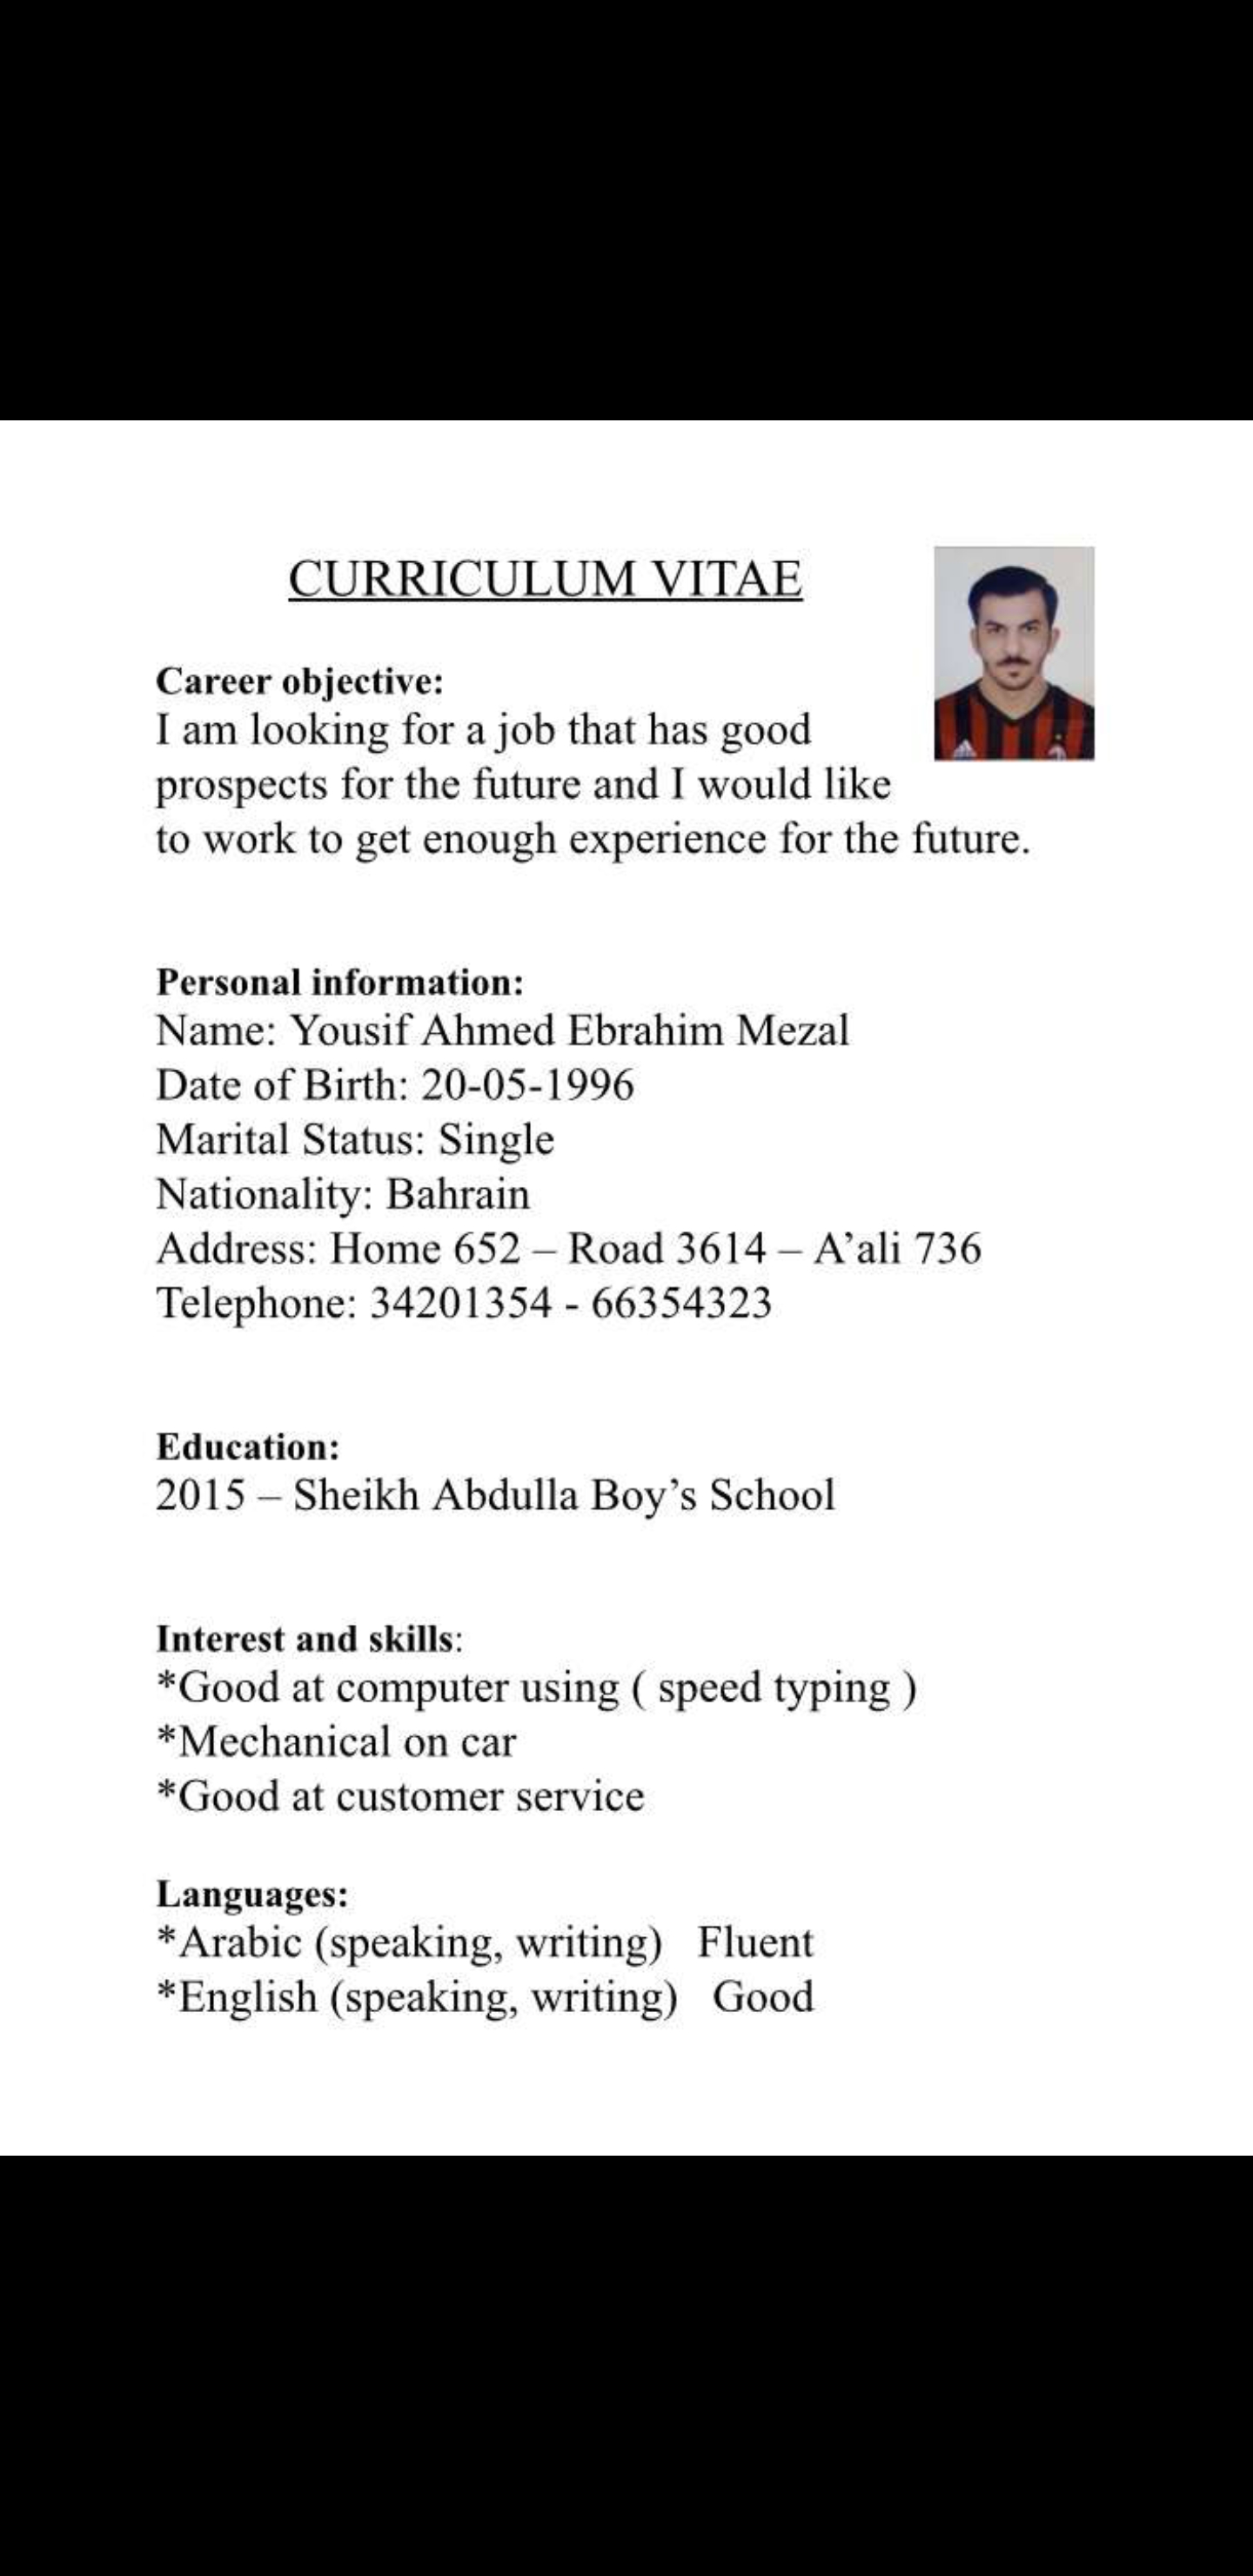 CURRICULUM VITAE
Career objective:
I am looking for a job that has good
prospects for the future and I would like
to work to get enough experience for the future.
Personal information:
Name: Yousif Ahmed Ebrahim Mezal
Date of Birth: 20-05-1996
Marital Status: Single
Nationality: Bahrain
Address: Home 652 – Road 3614 – A’ali 736
Telephone: 34201354 - 66354323
Education:
2015 – Sheikh Abdulla Boy’s School
Interest and skills:
*Good at computer using ( speed typing )
*Mechanical on car
*Good at customer service
Languages:
*Arabic (speaking, writing) Fluent
*English (speaking, writing) Good